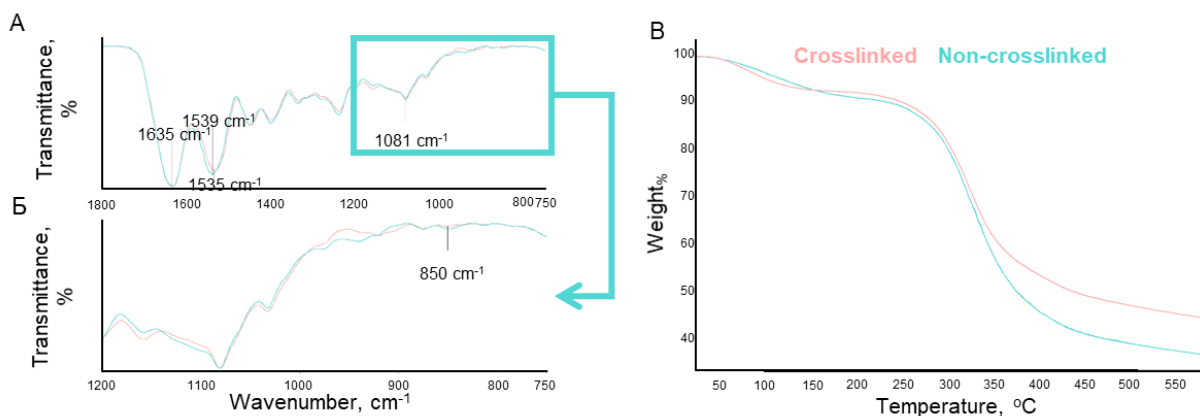 А
Transmittance,
%
1539 cm-1
1635 cm-1
1081 cm-1
1535 cm-1
1800 1600 1400 1200 1000 800 750
Б
Transmittance,
%
850 cm-1
1200 1100 1000 900 800 750
Wavenumber, cm-1
В
Crosslinked Non-crosslinked
Weight%
100
90
80
70
60
50
40
50 100 150 200 250 300 350 400 450 500 550
Temperature, oC